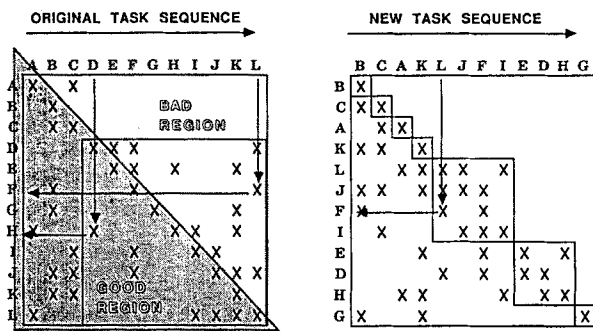 ORIGINAL TASK SEQUENCE
A B C D E F G H I J K L
A X X
B X
BAD
C X X
REGION
D X X X X
E X X X X
F X X X
G X X X
H X X X X X
I X X X X
J X X X X X X
GOOD
K X X X
REGION
L X X X X X
NEW TASK SEQUENCE
B C A K L J F I E D H G
B X
C X X
A X X
K X X X
L X X X X X
J X X X X X X
F X X X
I X X X X
E X X X X
D X X X X
H X X X X X
G X X X